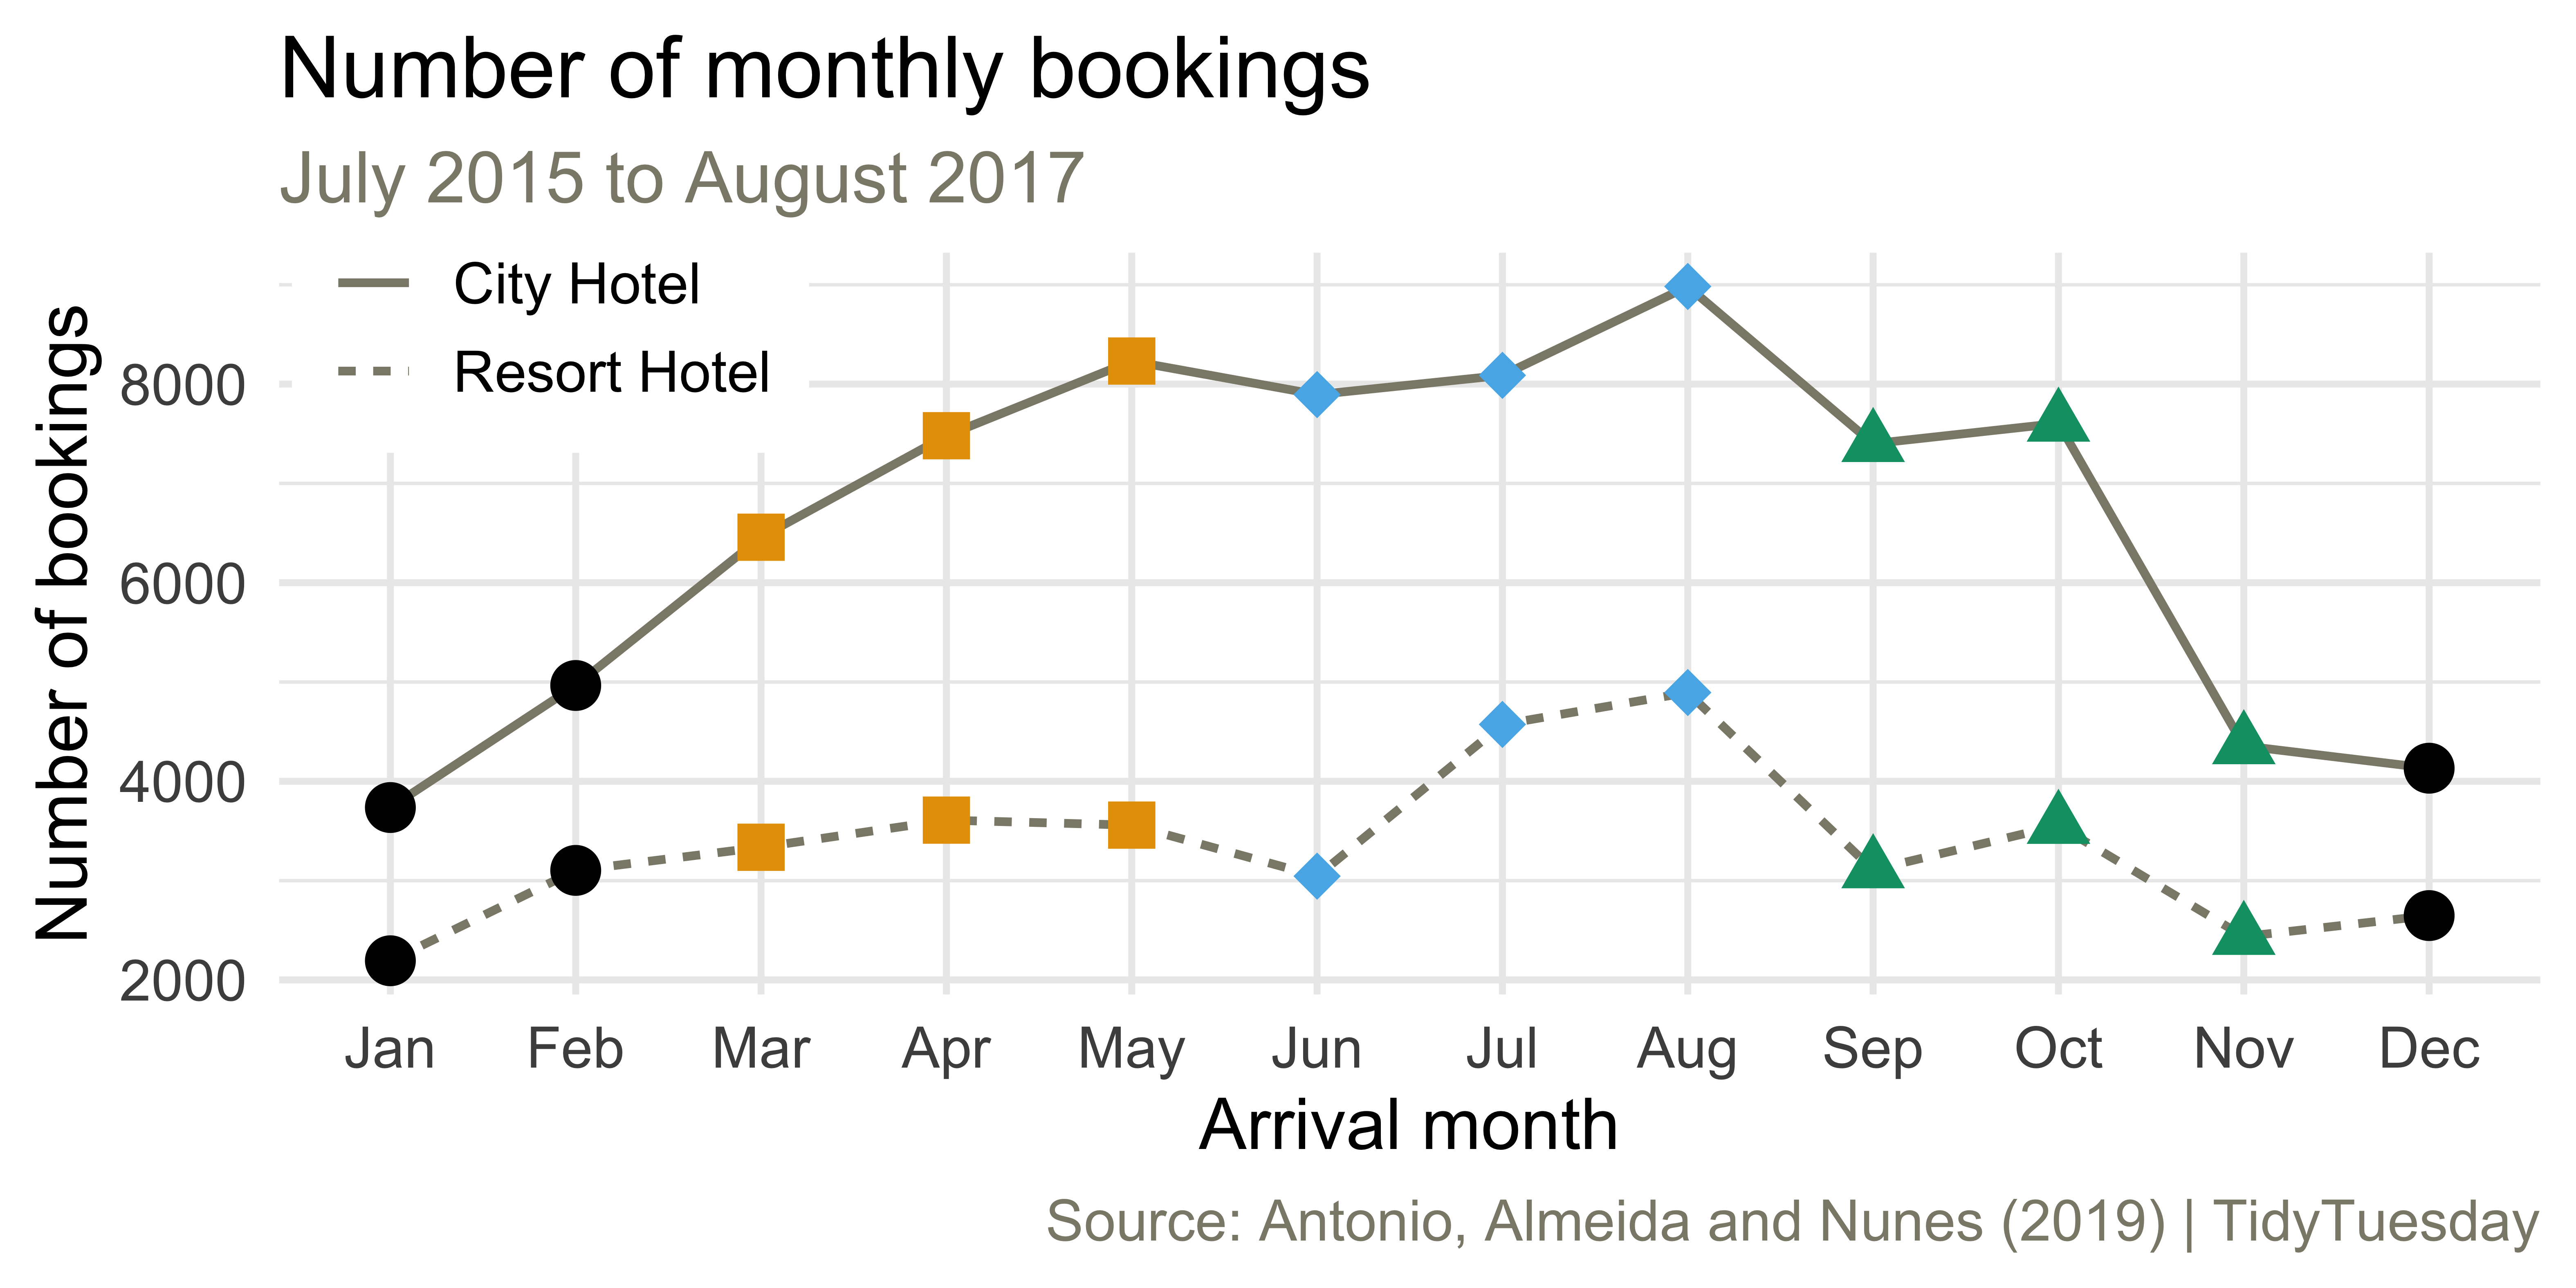 Number of monthly bookings
July 2015 to August 2017
City Hotel
Resort Hotel
Number of bookings
8000
6000
4000
2000
Jan Feb Mar Apr May Jun Jul Aug Sep Oct Nov Dec
Arrival month
Source: Antonio, Almeida and Nunes (2019) | TidyTuesday